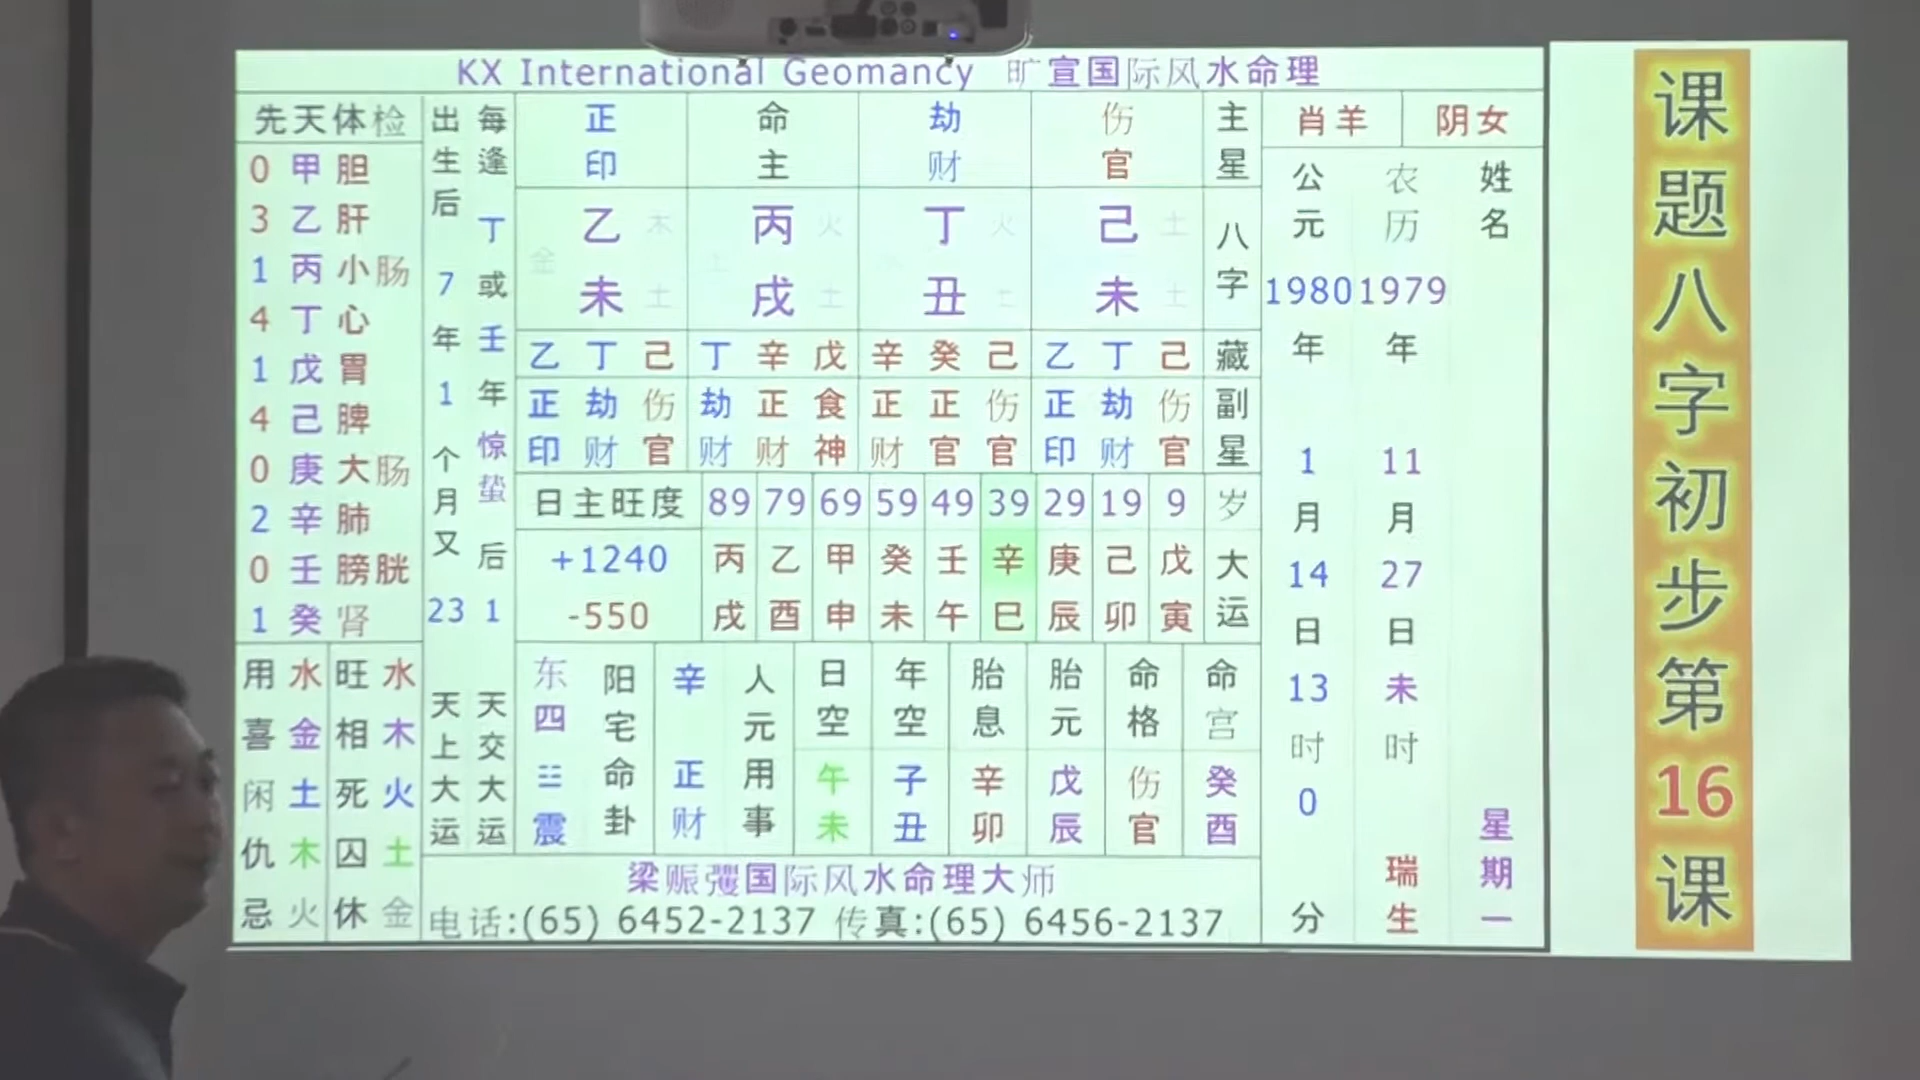 KX International Geomancy 旷宣国际风水命理
先天体检
0 甲 胆
3 乙 肝
1 丙 小肠
4 丁 心
1 戊 胃
4 己 脾
0 庚 大肠
2 辛 肺
0 壬 膀胱
1 癸 肾
用 水 旺 水
喜 金 相 木
闲 土 死 火
仇 木 囚 土
忌 火 休 金
出生后 7 年 1 个月又 23 天上大运
每逢丁或壬年惊蛰后 1 天交大运
正印 命主 劫财 伤官 主星
乙 木 丙 火 丁 火 己 土 八字
金
未 土 戌 土 丑 土 未 土
乙 丁 己 丁 辛 戊 辛 癸 己 乙 丁 己 藏
正印 劫财 伤官 劫财 正财 食神 正财 正官 伤官 正印 劫财 伤官 副星
日主旺度 89 79 69 59 49 39 29 19 9 岁
+1240 丙 乙 甲 癸 壬 辛 庚 己 戊 大
-550 戌 酉 申 未 午 巳 辰 卯 寅 运
东四 ☳ 震 阳宅命卦
辛 正财 人元用事
日空 年空 胎息 胎元 命格 命宫
午未 子丑 辛卯 戊辰 伤官 癸酉
电话:(65) 6452-2137 传真:(65) 6456-2137
肖羊 阴女
公元 1980 年 1 月 14 日 13 时 0 分
农历 1979 年 11 月 27 日 未 时 瑞生
姓名 星期一
课题八字初步第16课